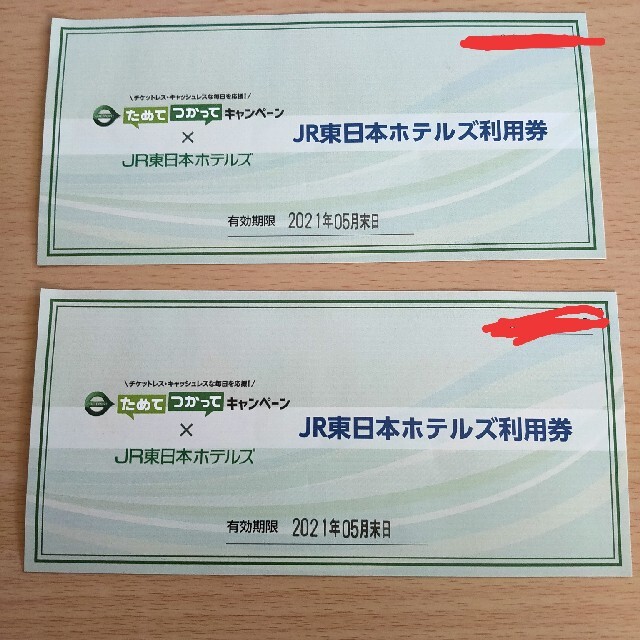 \チケットレス・キャッシュレスな毎日を応援!/
ためて つかって キャンペーン
×
JR東日本ホテルズ
JR東日本ホテルズ利用券
有効期限 2021年05月末日
\チケットレス・キャッシュレスな毎日を応援!/
ためて つかって キャンペーン
×
JR東日本ホテルズ
JR東日本ホテルズ利用券
有効期限 2021年05月末日